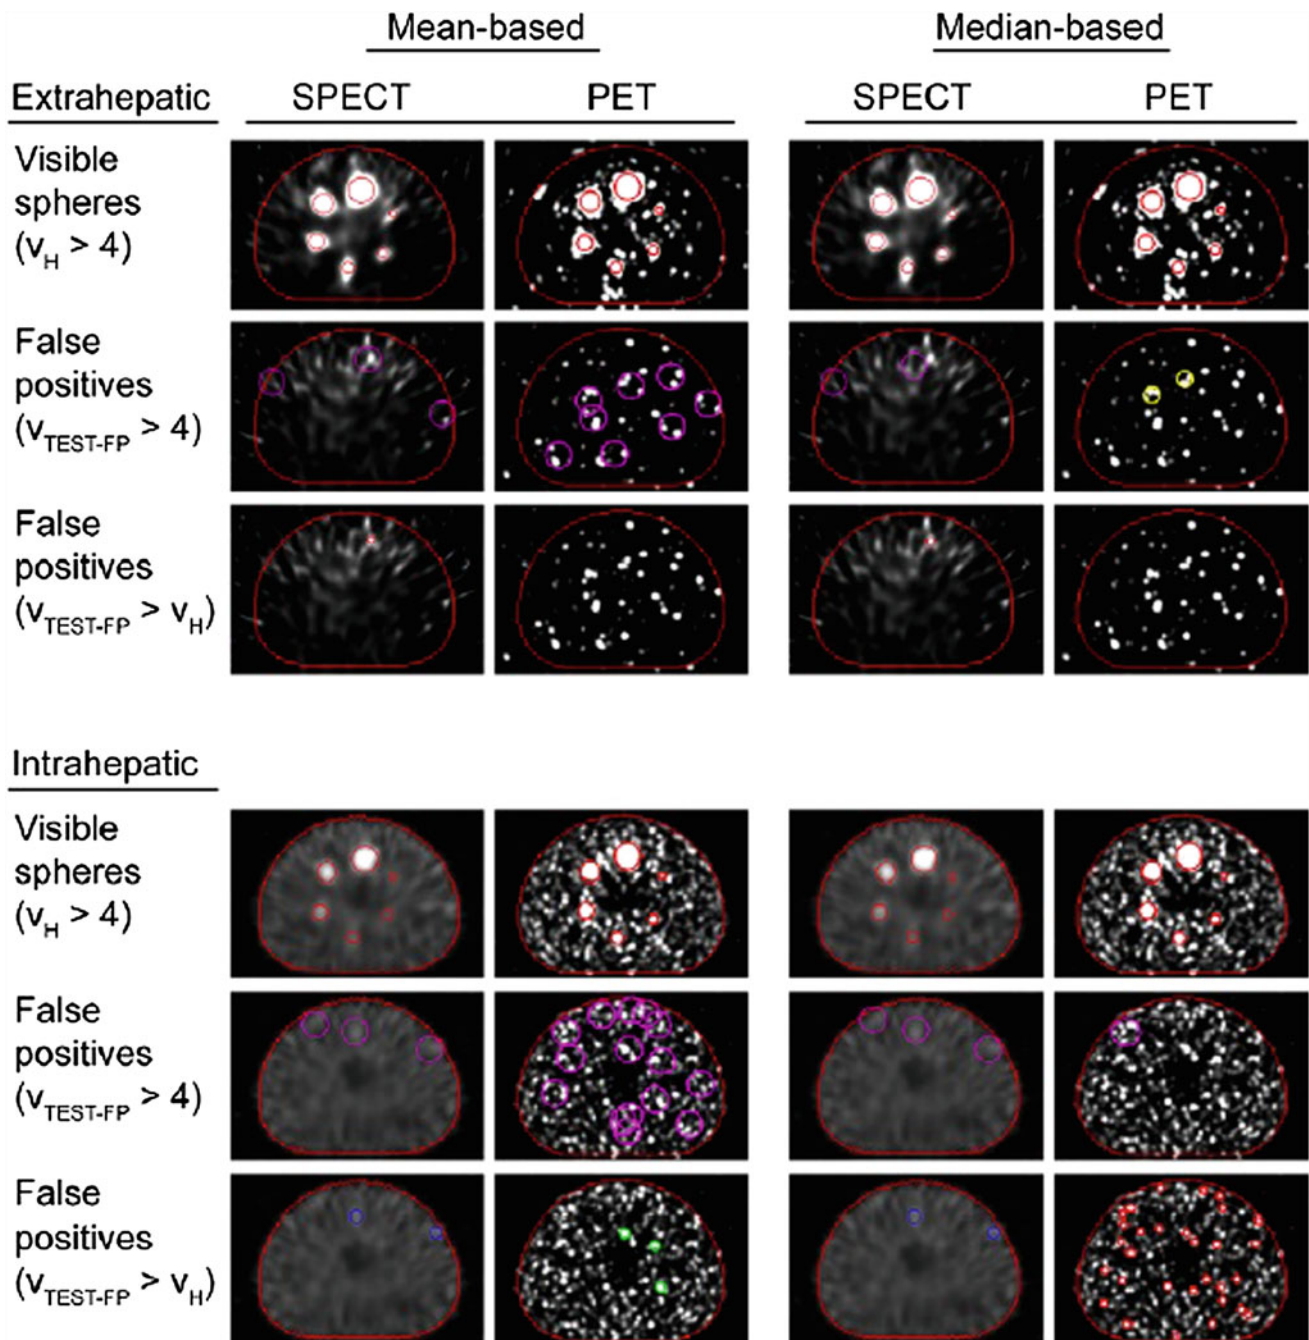 Mean-based Median-based
Extrahepatic SPECT PET SPECT PET
Visible
spheres
(vH > 4)
False
positives
(vTEST-FP > 4)
False
positives
(vTEST-FP > vH)
Intrahepatic
Visible
spheres
(vH > 4)
False
positives
(vTEST-FP > 4)
False
positives
(vTEST-FP > vH)